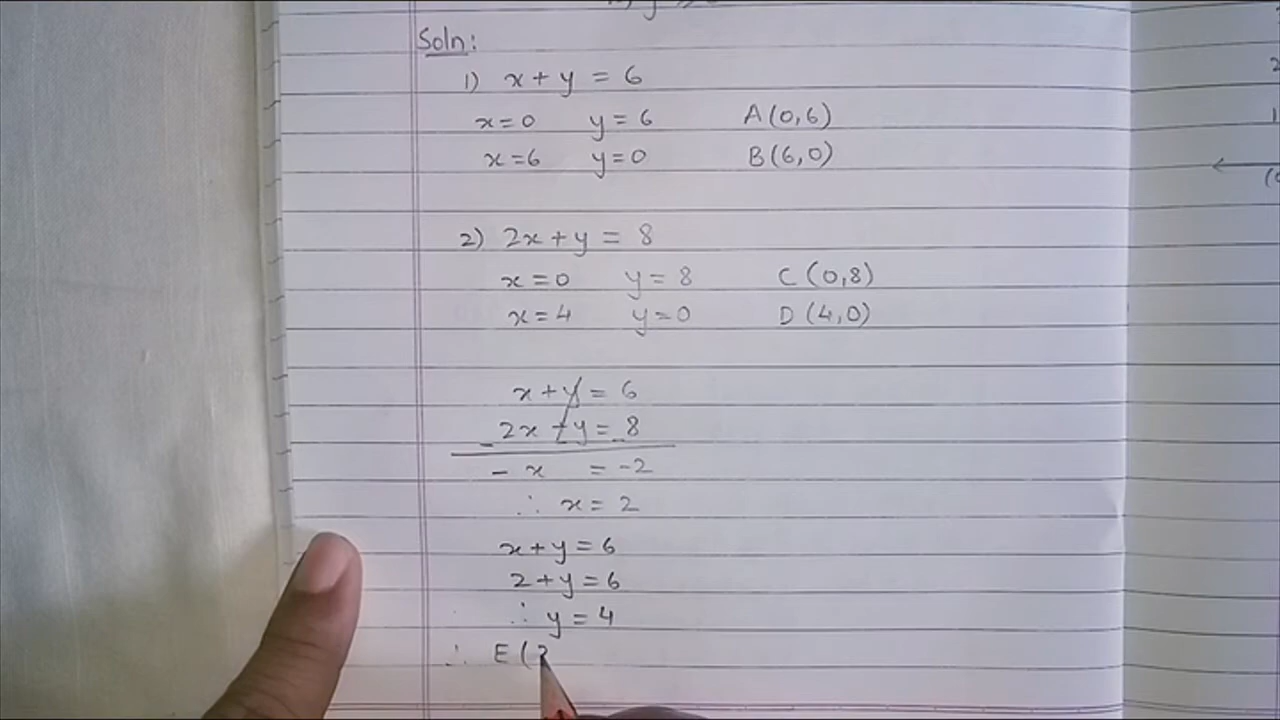 Soln:
1) x + y = 6
x = 0 y = 6 A (0,6)
x = 6 y = 0 B (6,0)
2) 2x + y = 8
x = 0 y = 8 C (0,8)
x = 4 y = 0 D (4,0)
x + y = 6
- 2x + y = - 8
- x = -2
∴ x = 2
x + y = 6
2 + y = 6
∴ y = 4
∴ E (2